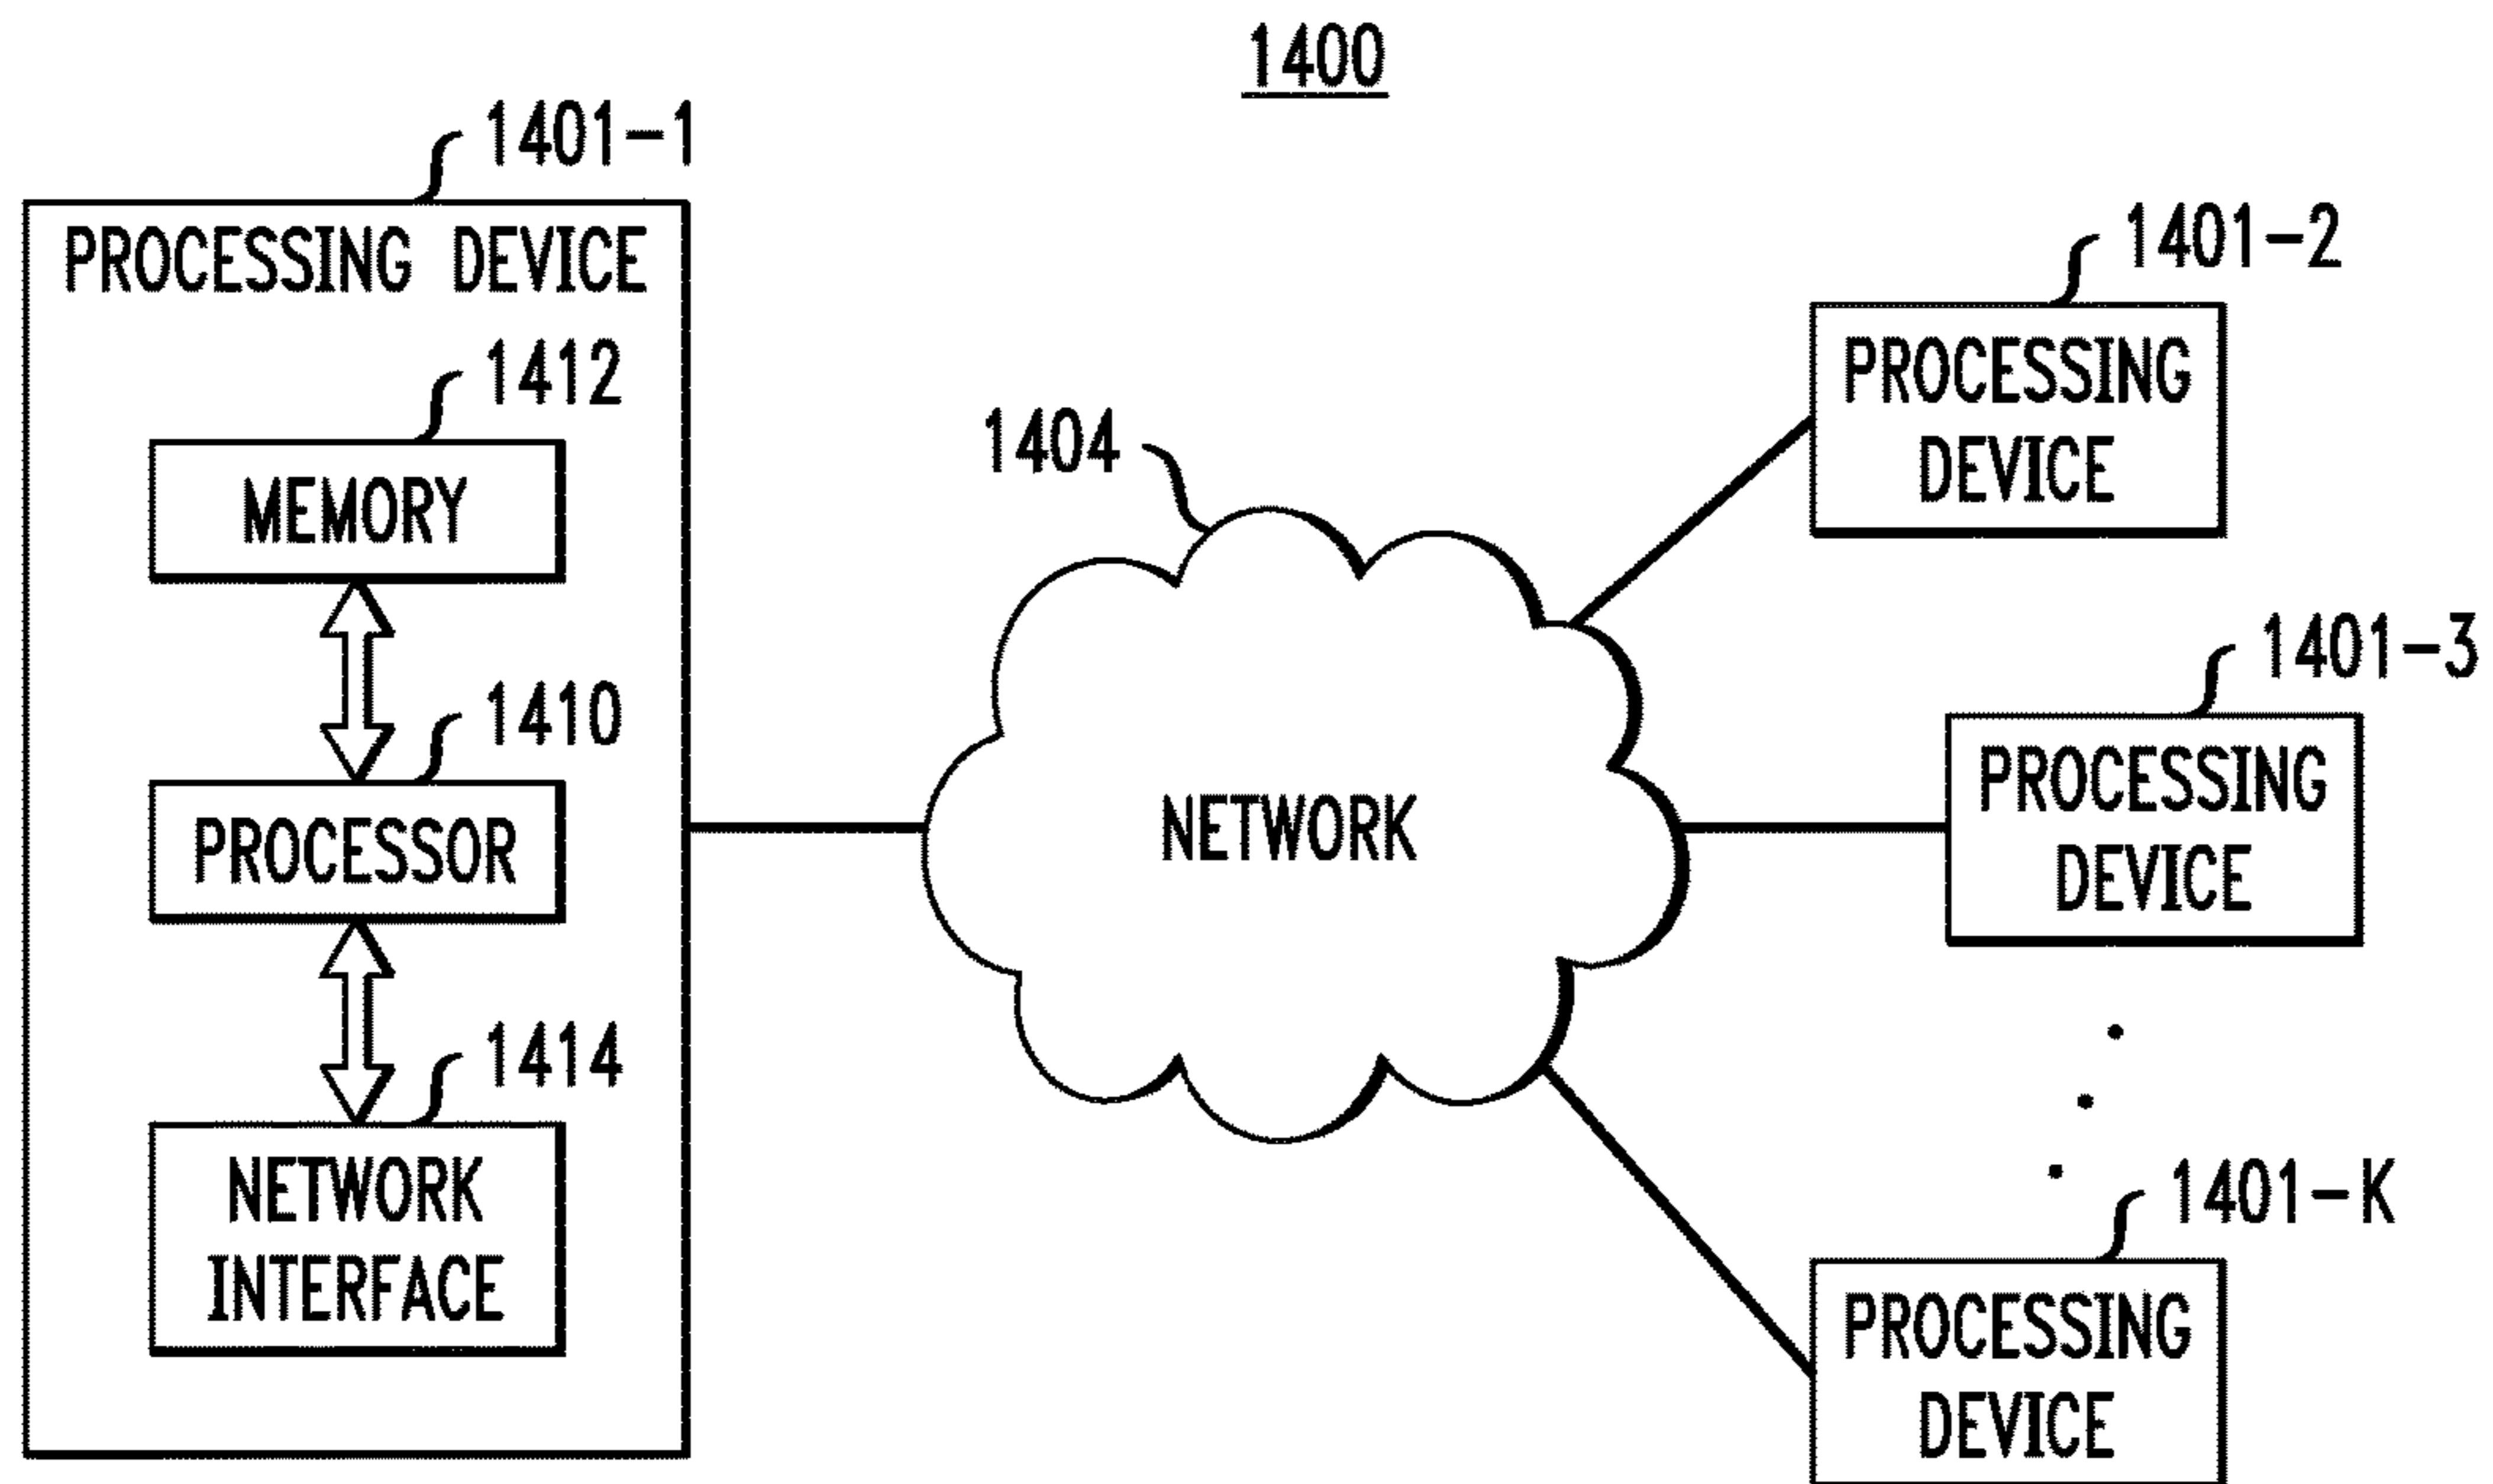 1400
1401-1
PROCESSING DEVICE
1412
MEMORY
1410
PROCESSOR
1414
NETWORK
INTERFACE
1404
NETWORK
1401-2
PROCESSING
DEVICE
1401-3
PROCESSING
DEVICE
1401-K
PROCESSING
DEVICE